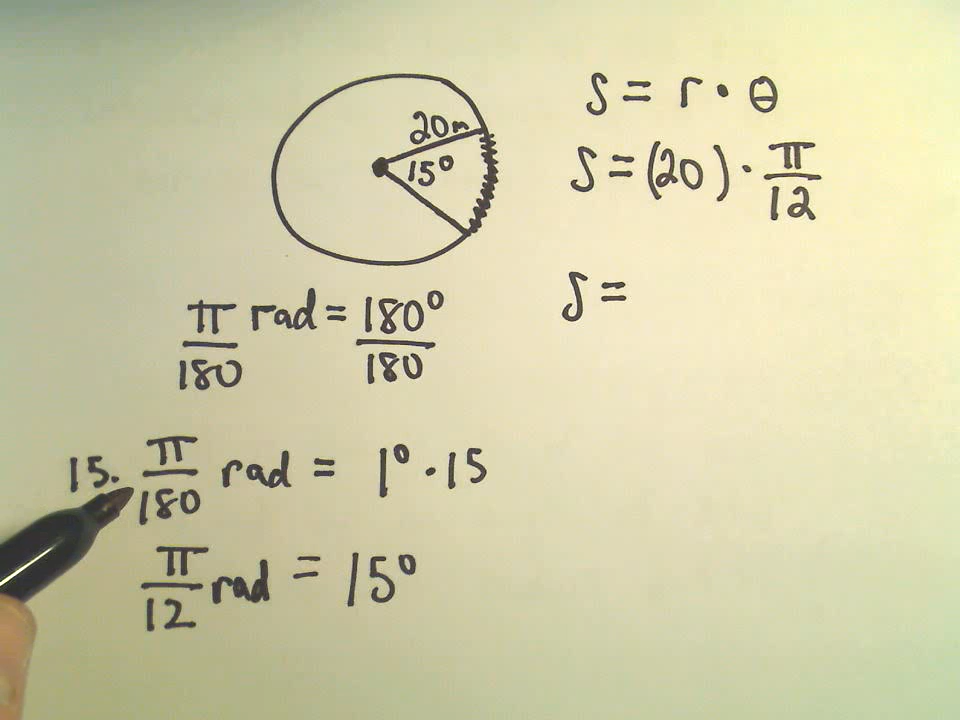 20m
15°
S = r · θ
S = (20) · π/12
S =
π/180 rad = 180°/180
15 · π/180 rad = 1° · 15
π/12 rad = 15°